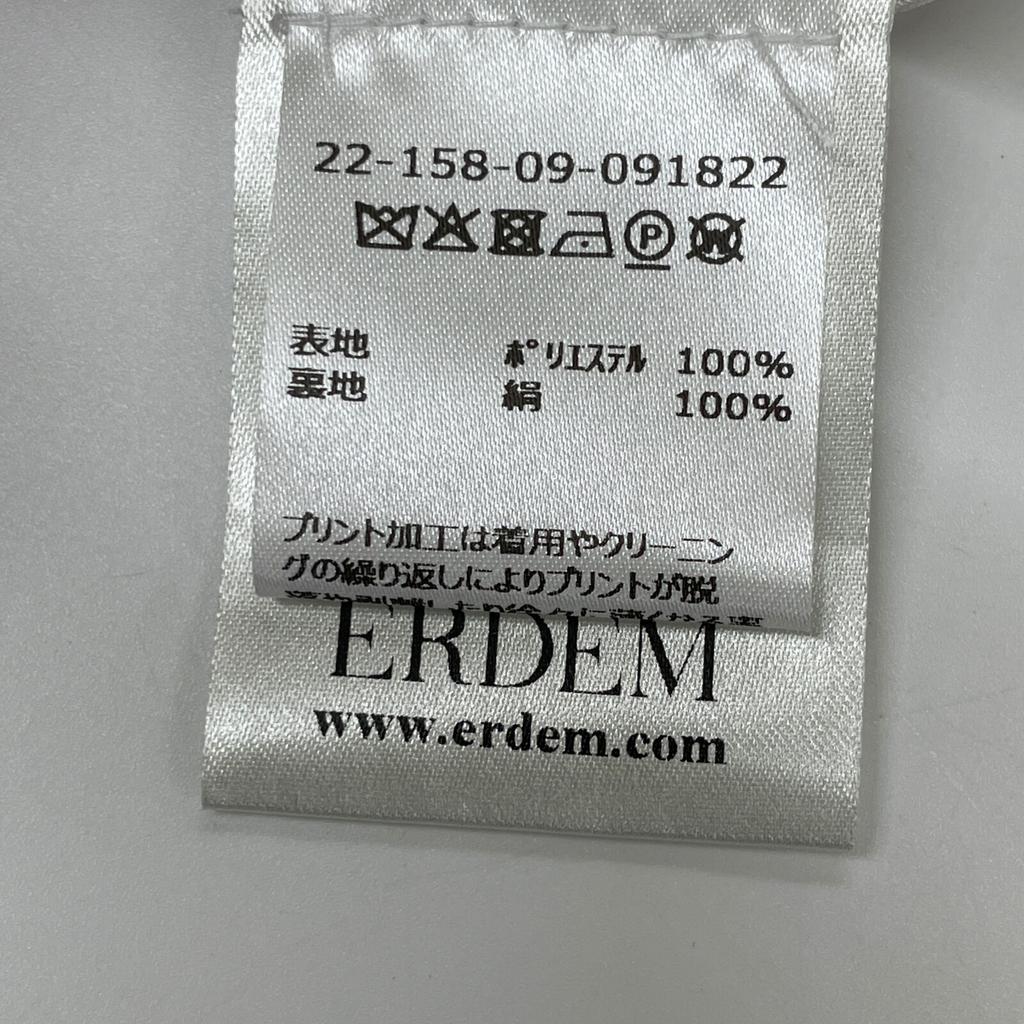 22-158-09-091822
P W
表地 ポリエステル 100%
裏地 絹 100%
プリント加工は着用やクリーニン
グの繰り返しによりプリントが脱
ERDEM
www.erdem.com